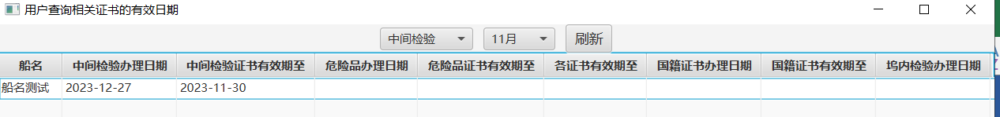 用户查询相关证书的有效日期
中间检验 11月 刷新
船名 中间检验办理日期 中间检验证书有效期至 危险品办理日期 危险品证书有效期至 各证书有效期至 国籍证书办理日期 国籍证书有效期至 坞内检验办理日期
船名测试 2023-12-27 2023-11-30